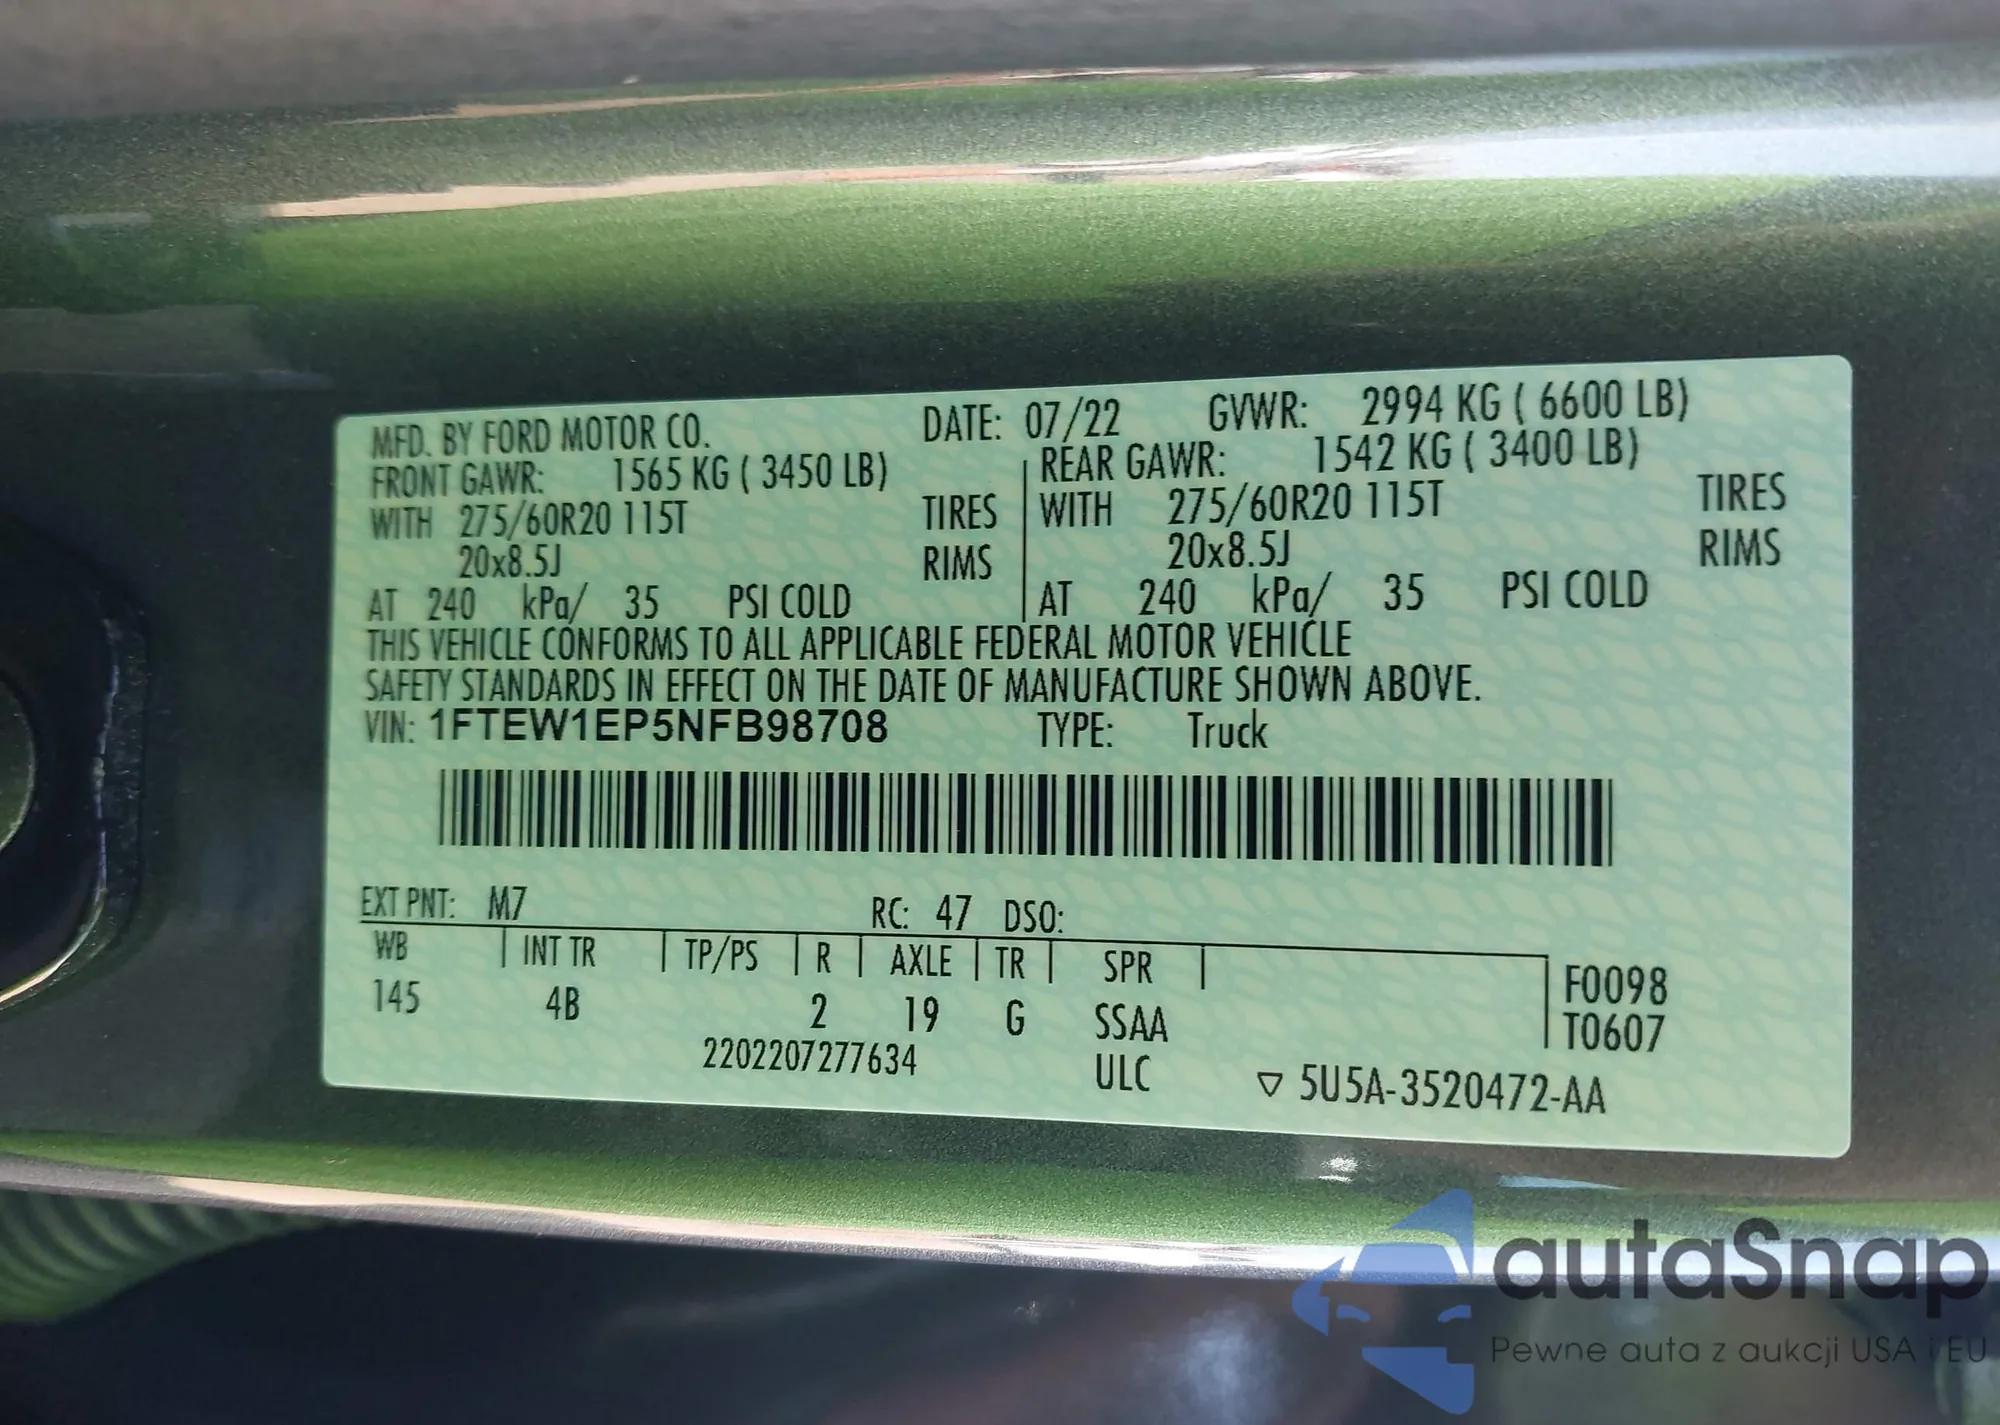 MFD. BY FORD MOTOR CO. DATE: 07/22 GVWR: 2994 KG ( 6600 LB)
FRONT GAWR: 1565 KG ( 3450 LB) REAR GAWR: 1542 KG ( 3400 LB)
WITH 275/60R20 115T TIRES WITH 275/60R20 115T TIRES
20x8.5J RIMS 20x8.5J RIMS
AT 240 kPa/ 35 PSI COLD AT 240 kPa/ 35 PSI COLD
THIS VEHICLE CONFORMS TO ALL APPLICABLE FEDERAL MOTOR VEHICLE
SAFETY STANDARDS IN EFFECT ON THE DATE OF MANUFACTURE SHOWN ABOVE.
VIN: 1FTEW1EP5NFB98708 TYPE: Truck
EXT PNT: M7 RC: 47 DSO:
WB INT TR TP/PS R AXLE TR SPR F0098
145 4B 2 19 G SSAA T0607
2202207277634 ULC ▽ 5U5A-3520472-AA
autaSnap
Pewne auta z aukcji USA i EU